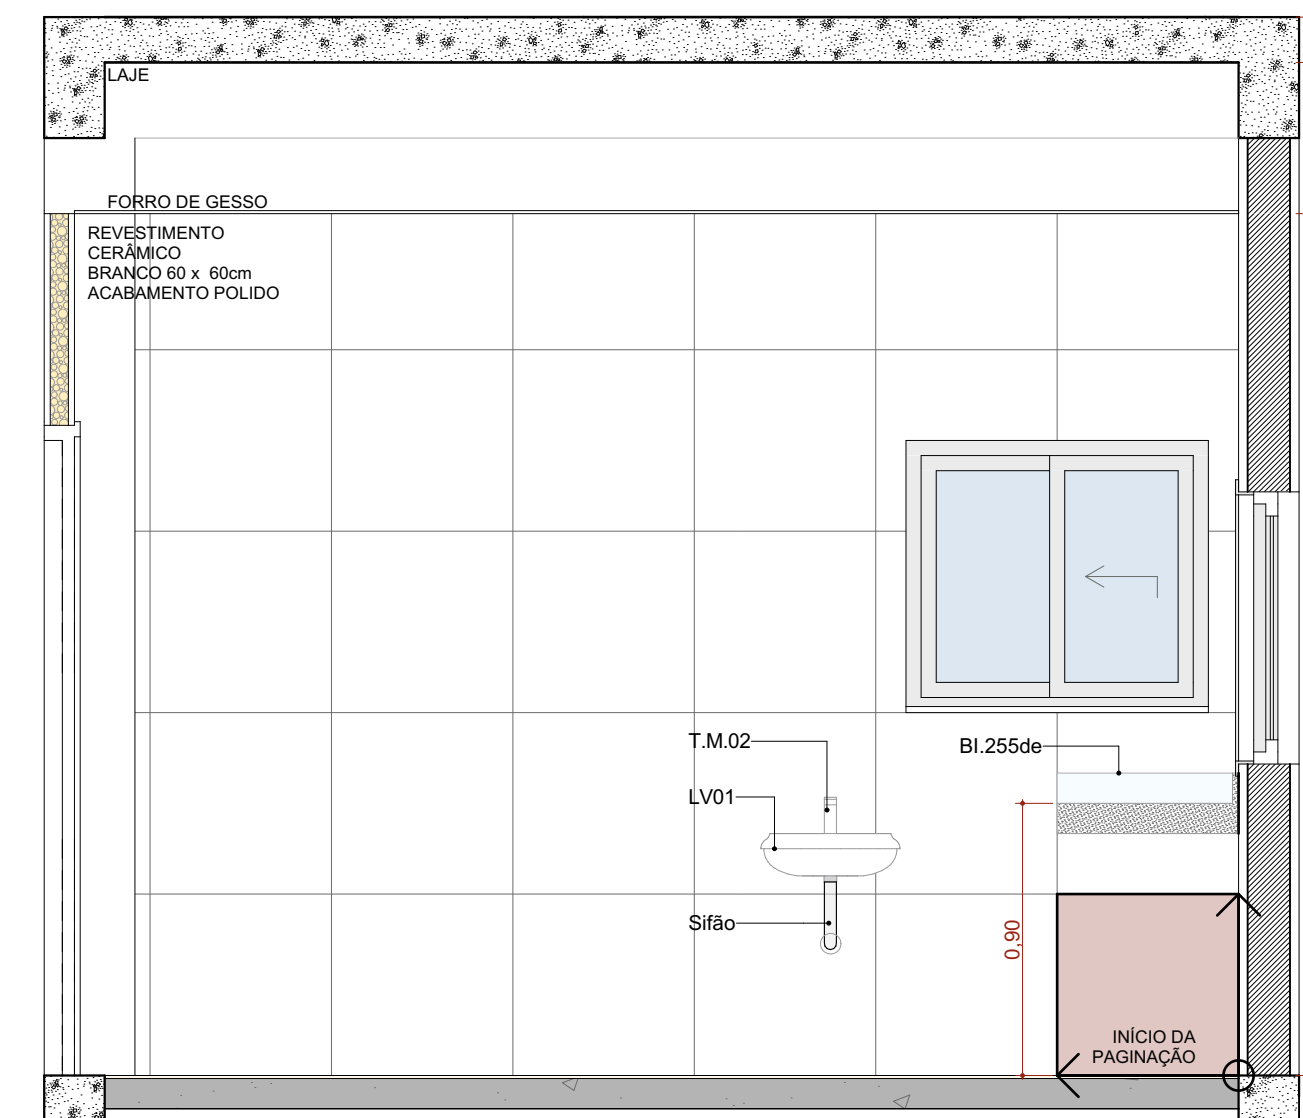 LAJE
FORRO DE GESSO
REVESTIMENTO
CERÂMICO
BRANCO 60 x 60cm
ACABAMENTO POLIDO
T.M.02
BI.255de
LV01
Sifão
0,90
INÍCIO DA
PAGINAÇÃO